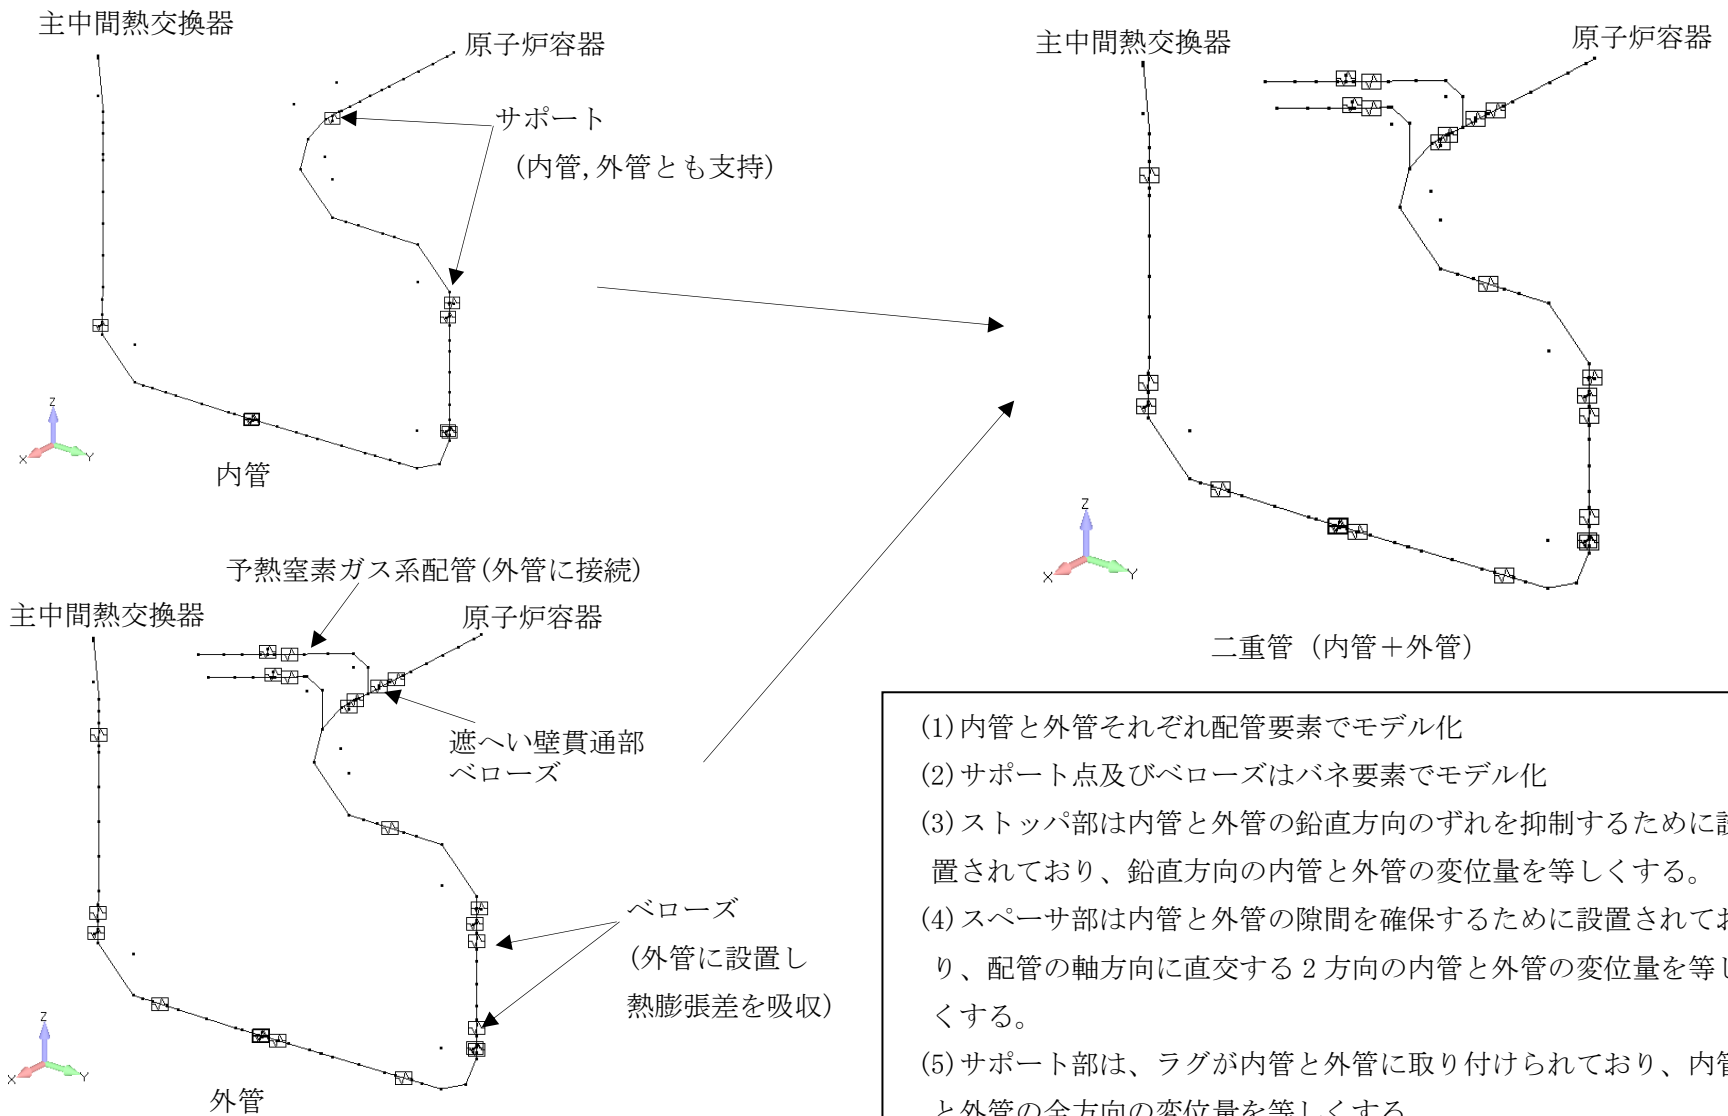 主中間熱交換器
原子炉容器
サポート
(内管,外管とも支持)
Z
X
Y
内管
主中間熱交換器
原子炉容器
Z
X
Y
二重管 (内管+外管)
予熱窒素ガス系配管(外管に接続)
主中間熱交換器
原子炉容器
遮へい壁貫通部
ベローズ
ベローズ
(外管に設置し
熱膨張差を吸収)
Z
X
Y
外管
(1)内管と外管それぞれ配管要素でモデル化
(2)サポート点及びベローズはバネ要素でモデル化
(3)ストッパ部は内管と外管の鉛直方向のずれを抑制するために設
置されており、鉛直方向の内管と外管の変位量を等しくする。
(4)スペーサ部は内管と外管の隙間を確保するために設置されてお
り、配管の軸方向に直交する2方向の内管と外管の変位量を等し
くする。
(5)サポート部は、ラグが内管と外管に取り付けられており、内管
と外管の全方向の変位量を等しくする